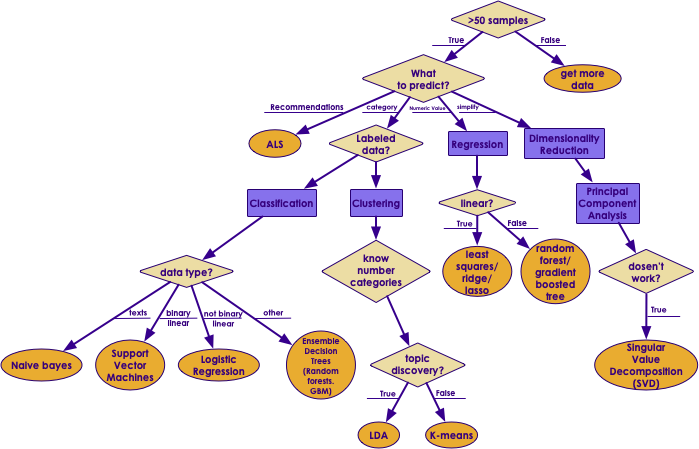 >50 samples
True
False
What
to predict?
get more
data
Recommendations
category
Numeric Value
simplify
ALS
Labeled
data?
Regression
Dimensionality
Reduction
Classification
Clustering
linear?
Principal
Component
Analysis
True
False
data type?
know
number
categories
least
squares/
ridge/
lasso
random
forest/
gradient
boosted
tree
dosen't
work?
texts
binary
linear
not binary
linear
other
True
Naive bayes
Support
Vector
Machines
Logistic
Regression
Ensemble
Decision
Trees
(Random
forests.
GBM)
topic
discovery?
Singular
Value
Decomposition
(SVD)
True
False
LDA
K-means